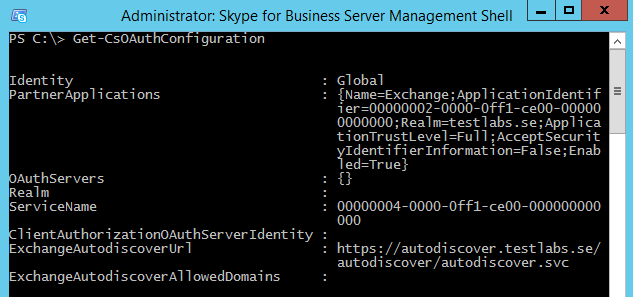 Administrator: Skype for Business Server Management Shell
PS C:\> Get-CsOAuthConfiguration
Identity : Global
PartnerApplications : {Name=Exchange;ApplicationIdentif
ier=00000002-0000-0ff1-ce00-00000
0000000;Realm=testlabs.se;Applica
tionTrustLevel=Full;AcceptSecurit
yIdentifierInformation=False;Enab
led=True}
OAuthServers : {}
Realm :
ServiceName : 00000004-0000-0ff1-ce00-000000000
000
ClientAuthorizationOAuthServerIdentity :
ExchangeAutodiscoverUrl : https://autodiscover.testlabs.se/
autodiscover/autodiscover.svc
ExchangeAutodiscoverAllowedDomains :